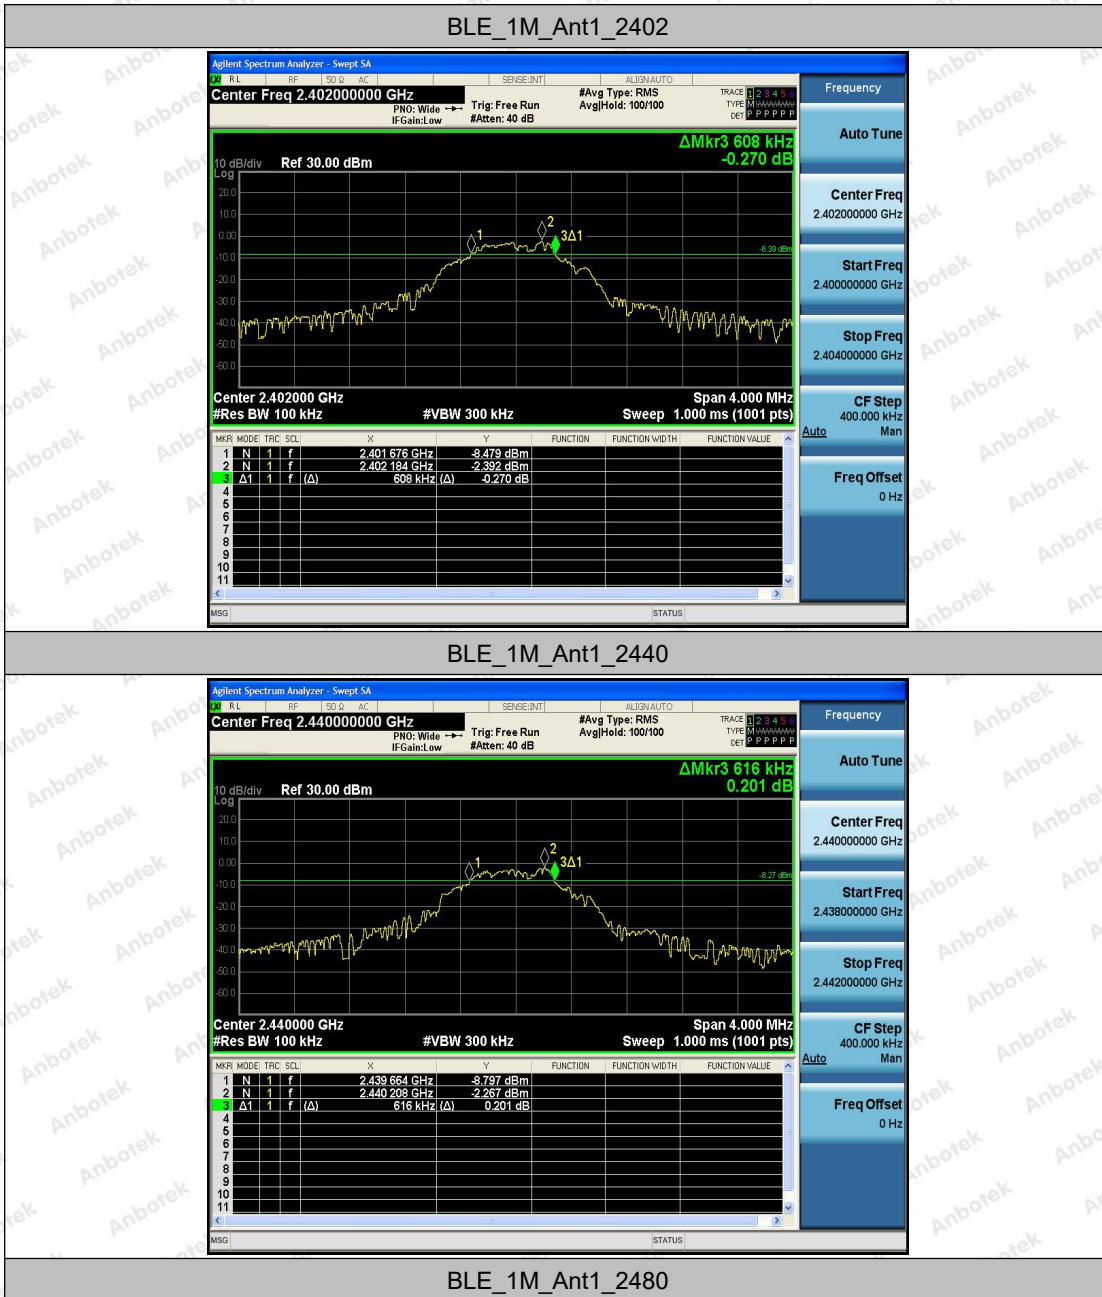 BLE_1M_Ant1_2402
Agilent Spectrum Analyzer - Swept SA
LXI RL RF 50 Ω AC SENSE:INT ALIGNAUTO
Center Freq 2.402000000 GHz
PNO: Wide
IFGain:Low
Trig: Free Run
#Atten: 40 dB
#Avg Type: RMS
Avg|Hold: 100/100
TRACE 1 2 3 4 5 6
TYPE M
DET P P P P P P
ΔMkr3 608 kHz
-0.270 dB
10 dB/div Ref 30.00 dBm
Log
20.0
10.0
0.00
-10.0
-20.0
-30.0
-40.0
-50.0
-60.0
1
2
3Δ1
-8.39 dBm
Center 2.402000 GHz Span 4.000 MHz
#Res BW 100 kHz #VBW 300 kHz Sweep 1.000 ms (1001 pts)
MKR MODE TRC SCL X Y FUNCTION FUNCTION WIDTH FUNCTION VALUE
1 N 1 f 2.401 676 GHz -8.479 dBm
2 N 1 f 2.402 184 GHz -2.392 dBm
3 Δ1 1 f (Δ) 608 kHz (Δ) -0.270 dB
4
5
6
7
8
9
10
11
MSG STATUS
Frequency
Auto Tune
Center Freq
2.402000000 GHz
Start Freq
2.400000000 GHz
Stop Freq
2.404000000 GHz
CF Step
400.000 kHz
Auto Man
Freq Offset
0 Hz
BLE_1M_Ant1_2440
Agilent Spectrum Analyzer - Swept SA
LXI RL RF 50 Ω AC SENSE:INT ALIGNAUTO
Center Freq 2.440000000 GHz
PNO: Wide
IFGain:Low
Trig: Free Run
#Atten: 40 dB
#Avg Type: RMS
Avg|Hold: 100/100
TRACE 1 2 3 4 5 6
TYPE M
DET P P P P P P
ΔMkr3 616 kHz
0.201 dB
10 dB/div Ref 30.00 dBm
Log
20.0
10.0
0.00
-10.0
-20.0
-30.0
-40.0
-50.0
-60.0
1
2
3Δ1
-8.27 dBm
Center 2.440000 GHz Span 4.000 MHz
#Res BW 100 kHz #VBW 300 kHz Sweep 1.000 ms (1001 pts)
MKR MODE TRC SCL X Y FUNCTION FUNCTION WIDTH FUNCTION VALUE
1 N 1 f 2.439 664 GHz -8.797 dBm
2 N 1 f 2.440 208 GHz -2.267 dBm
3 Δ1 1 f (Δ) 616 kHz (Δ) 0.201 dB
4
5
6
7
8
9
10
11
MSG STATUS
Frequency
Auto Tune
Center Freq
2.440000000 GHz
Start Freq
2.438000000 GHz
Stop Freq
2.442000000 GHz
CF Step
400.000 kHz
Auto Man
Freq Offset
0 Hz
BLE_1M_Ant1_2480